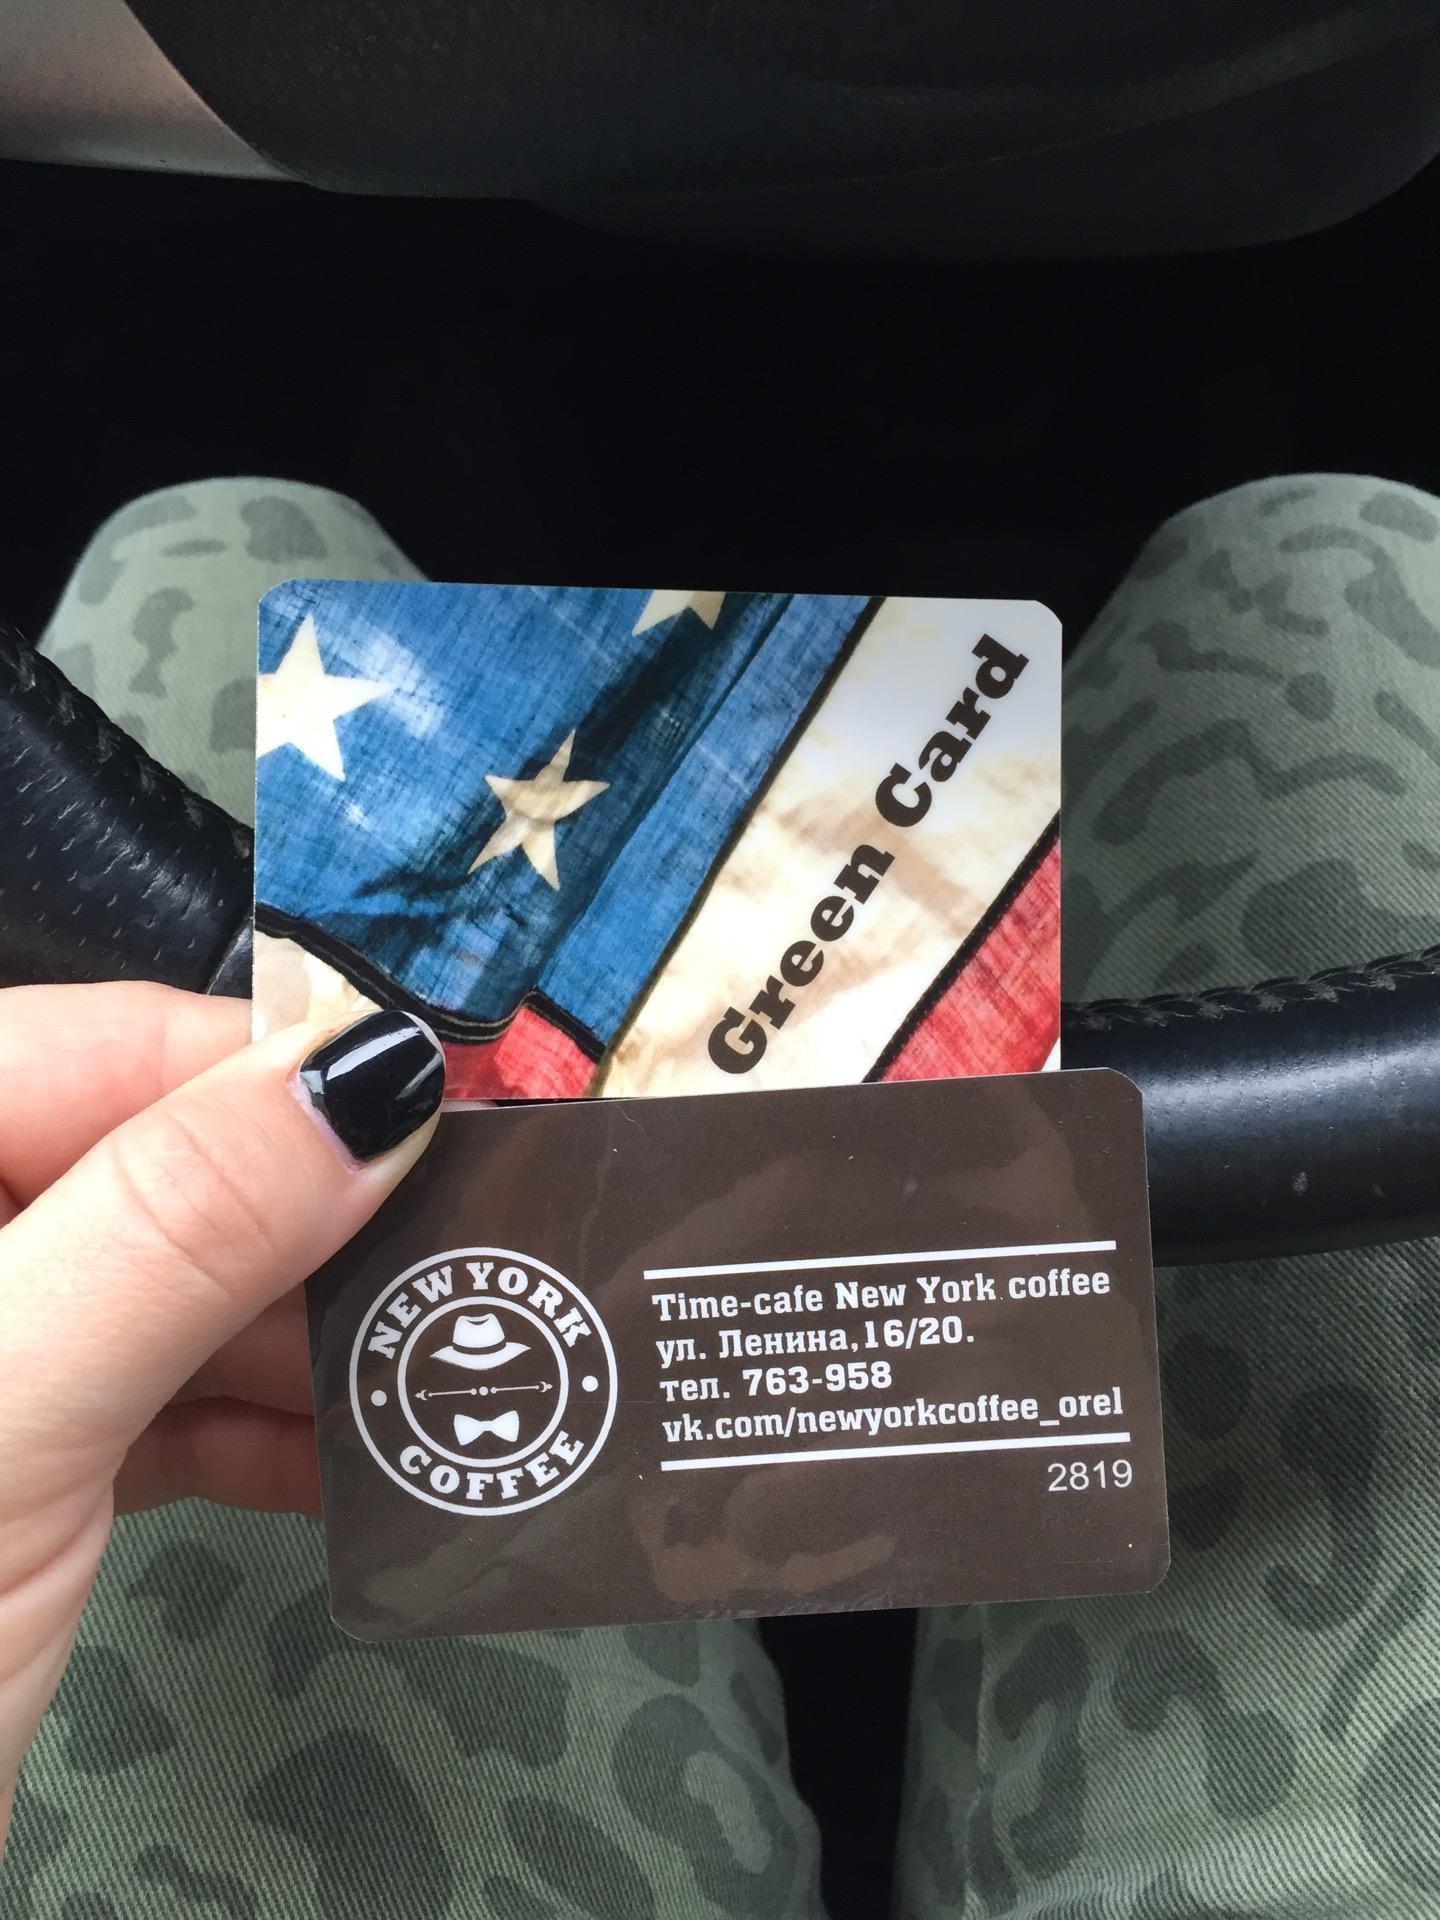 Green Card
NEW YORK
COFFEE
Time-cafe New York coffee
ул. Ленина,16/20.
тел. 763-958
vk.com/newyorkcoffee_orel
2819